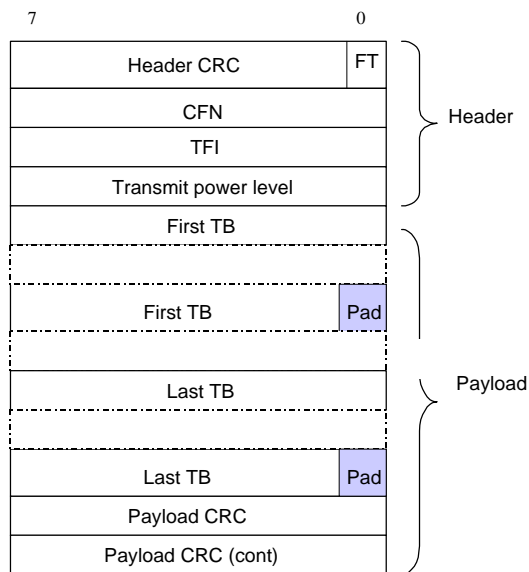 7 0
Header CRC FT
CFN
Header
TFI
Transmit power level
First TB
First TB Pad
Last TB
Payload
Last TB Pad
Payload CRC
Payload CRC (cont)